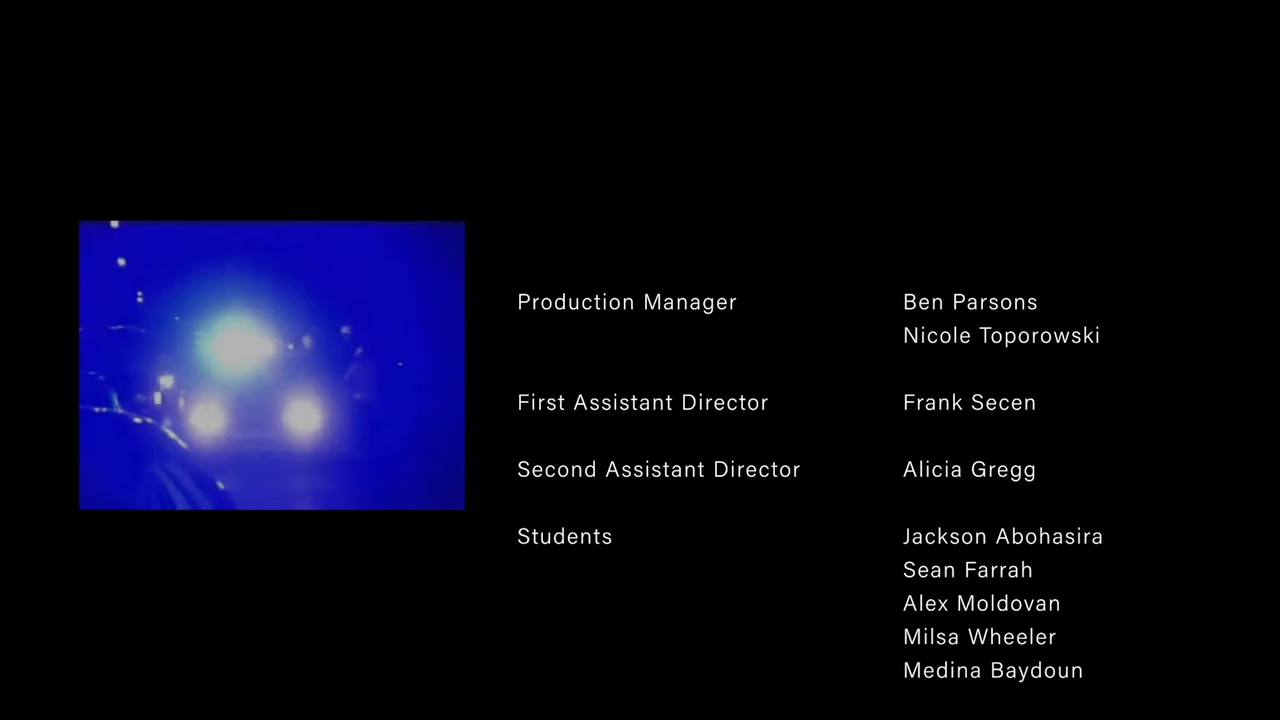 Production Manager Ben Parsons
Nicole Toporowski
First Assistant Director Frank Secen
Second Assistant Director Alicia Gregg
Students Jackson Abohasira
Sean Farrah
Alex Moldovan
Milsa Wheeler
Medina Baydoun